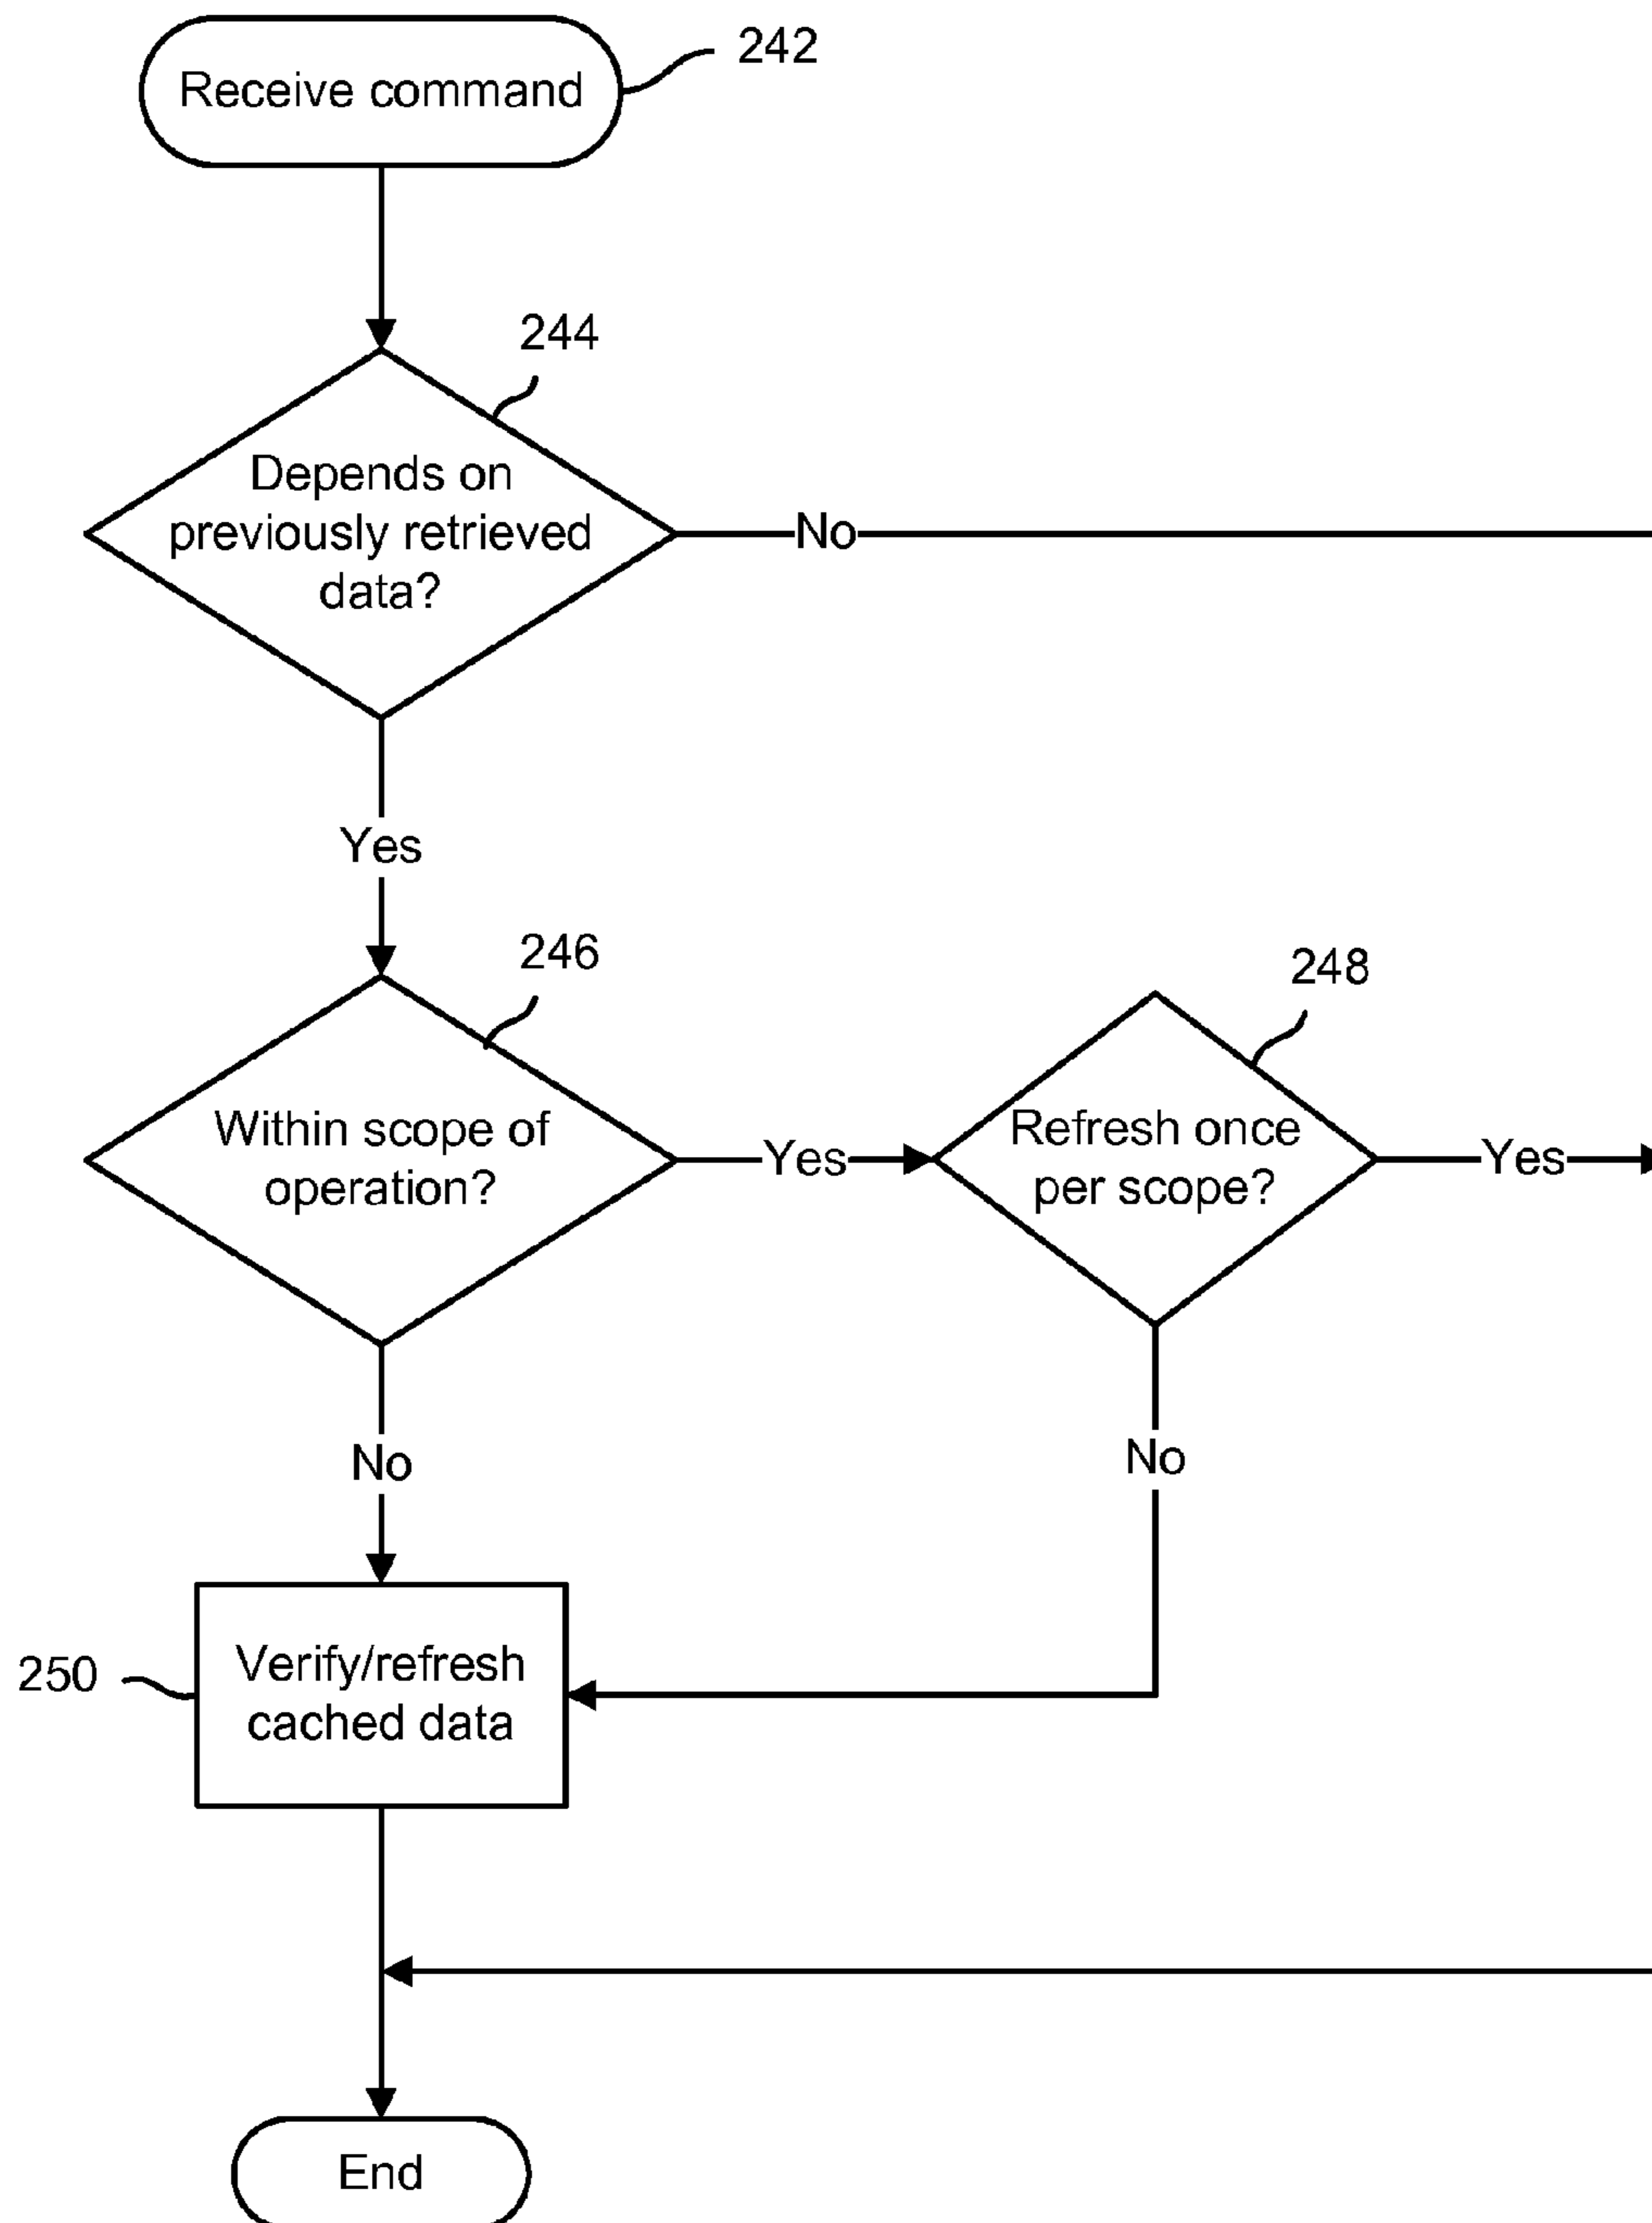 Receive command
242
244
Depends on
previously retrieved
data?
No
Yes
246
248
Within scope of
operation?
Yes
Refresh once
per scope?
Yes
No
No
250
Verify/refresh
cached data
End